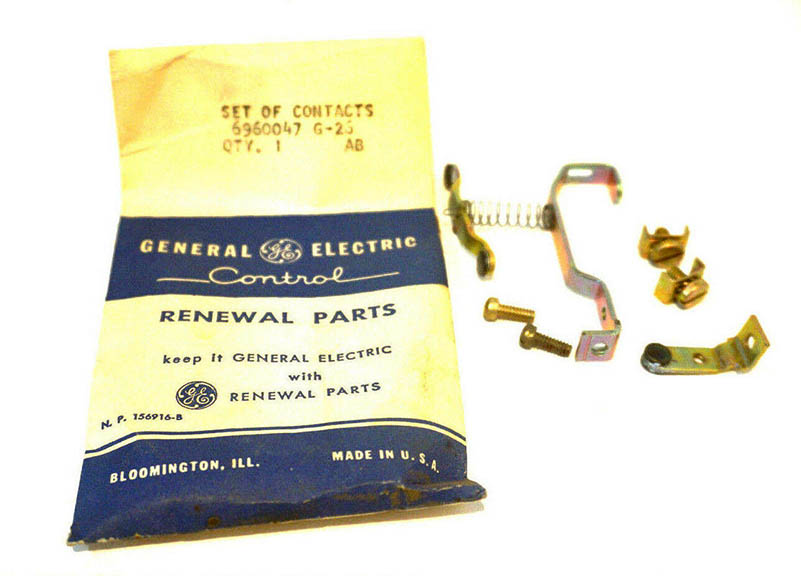 SET OF CONTACTS
6960047 G-26
QTY. 1 AB
GENERAL GE ELECTRIC
Control
RENEWAL PARTS
keep it GENERAL ELECTRIC
with
GE RENEWAL PARTS
N. P. 156916-B
BLOOMINGTON, ILL. MADE IN U. S. A.